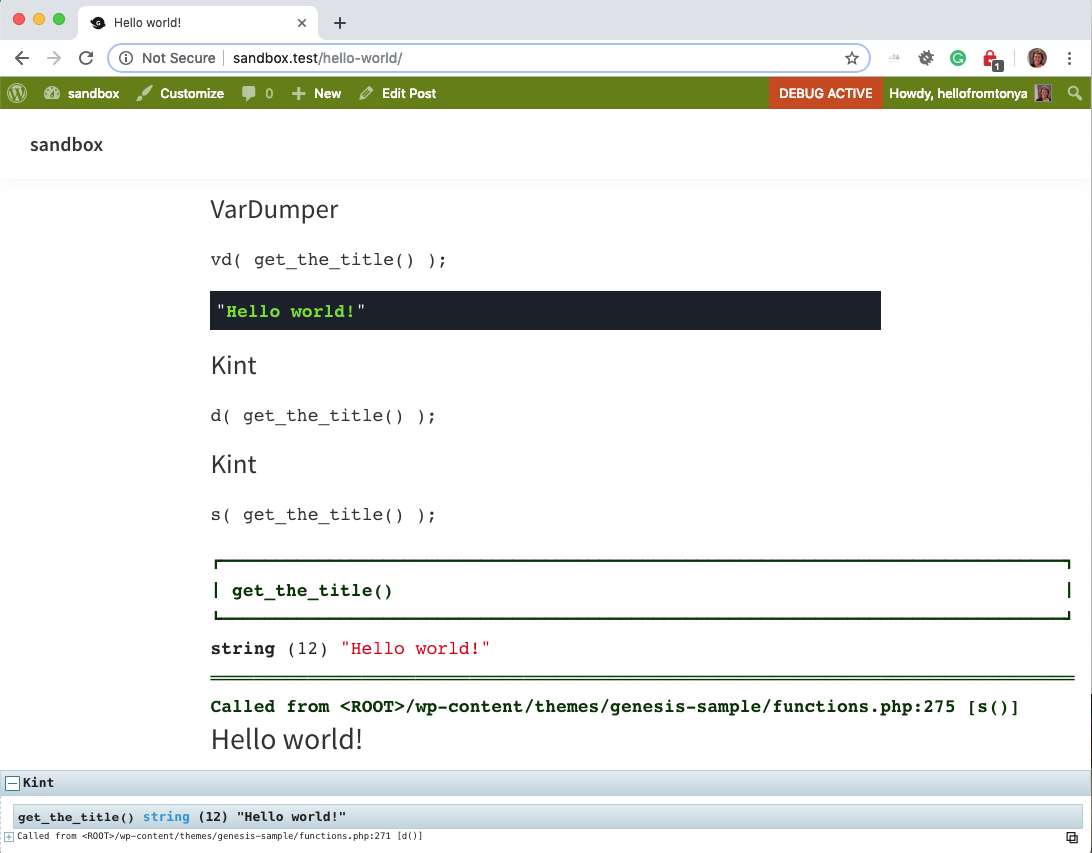 Hello world!
Not Secure sandbox.test/hello-world/
1
sandbox Customize 0 New Edit Post DEBUG ACTIVE Howdy, hellofromtonya
sandbox
VarDumper
vd( get_the_title() );
"Hello world!"
Kint
d( get_the_title() );
Kint
s( get_the_title() );
get_the_title()
string (12) "Hello world!"
Called from <ROOT>/wp-content/themes/genesis-sample/functions.php:275 [s()]
Hello world!
Kint
get_the_title() string (12) "Hello world!"
Called from <ROOT>/wp-content/themes/genesis-sample/functions.php:271 [d()]